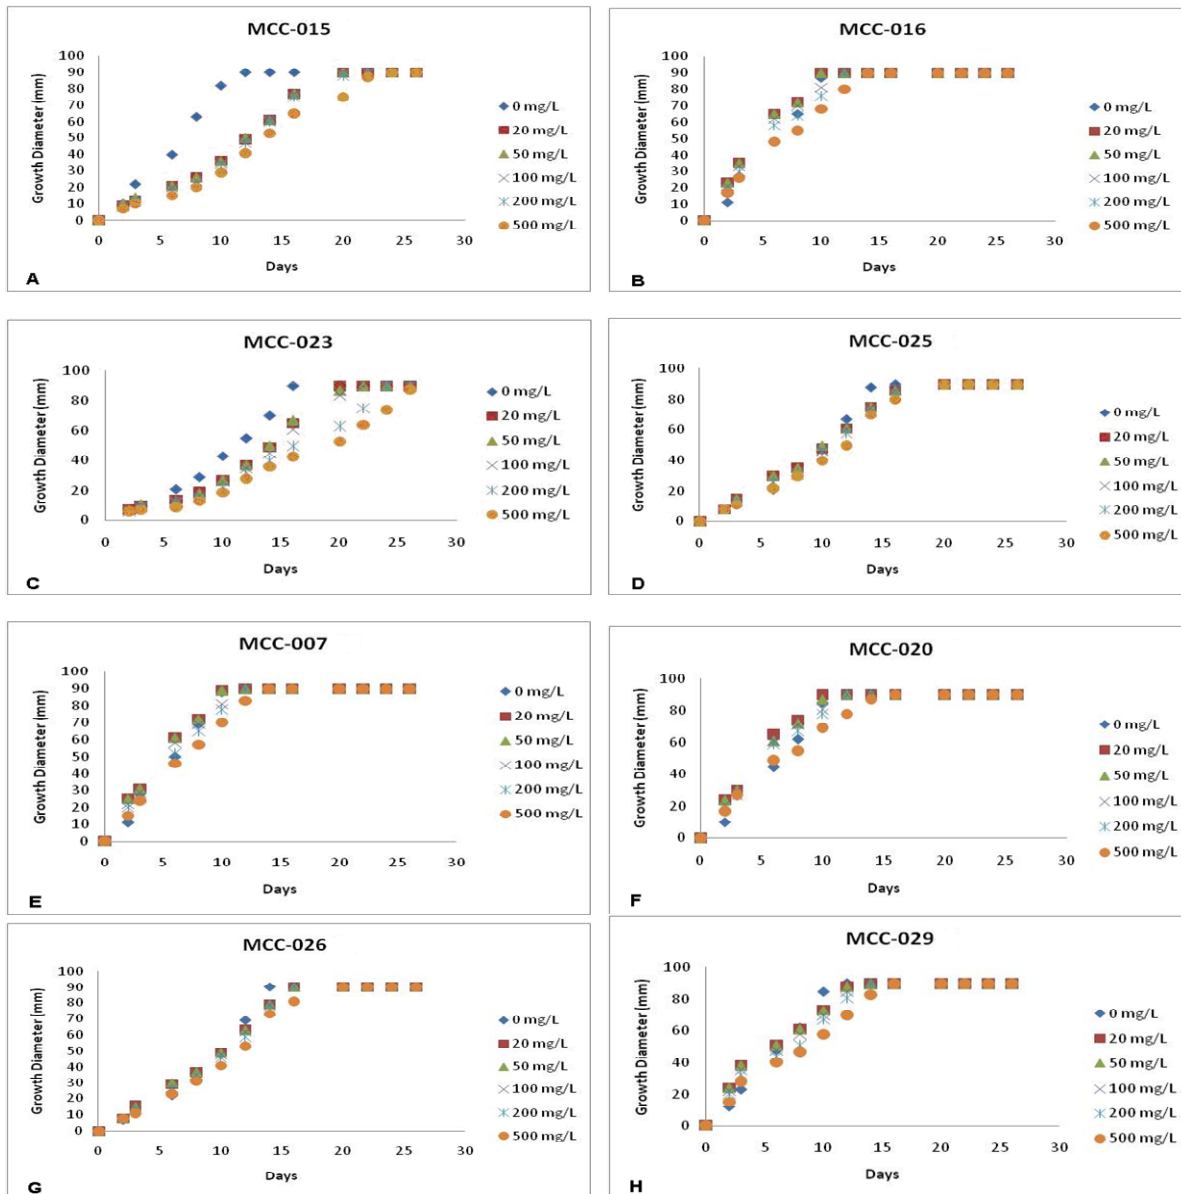 MCC-015
Growth Diameter (mm)
100
90
80
70
60
50
40
30
20
10
0
0 5 10 15 20 25 30
Days
0 mg/L
20 mg/L
50 mg/L
100 mg/L
200 mg/L
500 mg/L
A
MCC-016
Growth Diameter (mm)
100
90
80
70
60
50
40
30
20
10
0
0 5 10 15 20 25 30
Days
0 mg/L
20 mg/L
50 mg/L
100 mg/L
200 mg/L
500 mg/L
B
MCC-023
Growth Diameter (mm)
100
80
60
40
20
0
0 5 10 15 20 25 30
Days
0 mg/L
20 mg/L
50 mg/L
100 mg/L
200 mg/L
500 mg/L
C
MCC-025
Growth Diameter (mm)
100
80
60
40
20
0
0 5 10 15 20 25 30
Days
0 mg/L
20 mg/L
50 mg/L
100 mg/L
200 mg/L
500 mg/L
D
MCC-007
Growth Diameter (mm)
100
90
80
70
60
50
40
30
20
10
0
0 5 10 15 20 25 30
Days
0 mg/L
20 mg/L
50 mg/L
100 mg/L
200 mg/L
500 mg/L
E
MCC-020
Growth Diameter (mm)
100
80
60
40
20
0
0 5 10 15 20 25 30
Days
0 mg/L
20 mg/L
50 mg/L
100 mg/L
200 mg/L
500 mg/L
F
MCC-026
Growth Diameter (mm)
100
90
80
70
60
50
40
30
20
10
0
0 5 10 15 20 25 30
Days
0 mg/L
20 mg/L
50 mg/L
100 mg/L
200 mg/L
500 mg/L
G
MCC-029
Growth Diameter (mm)
100
80
60
40
20
0
0 5 10 15 20 25 30
Days
0 mg/L
20 mg/L
50 mg/L
100 mg/L
200 mg/L
500 mg/L
H